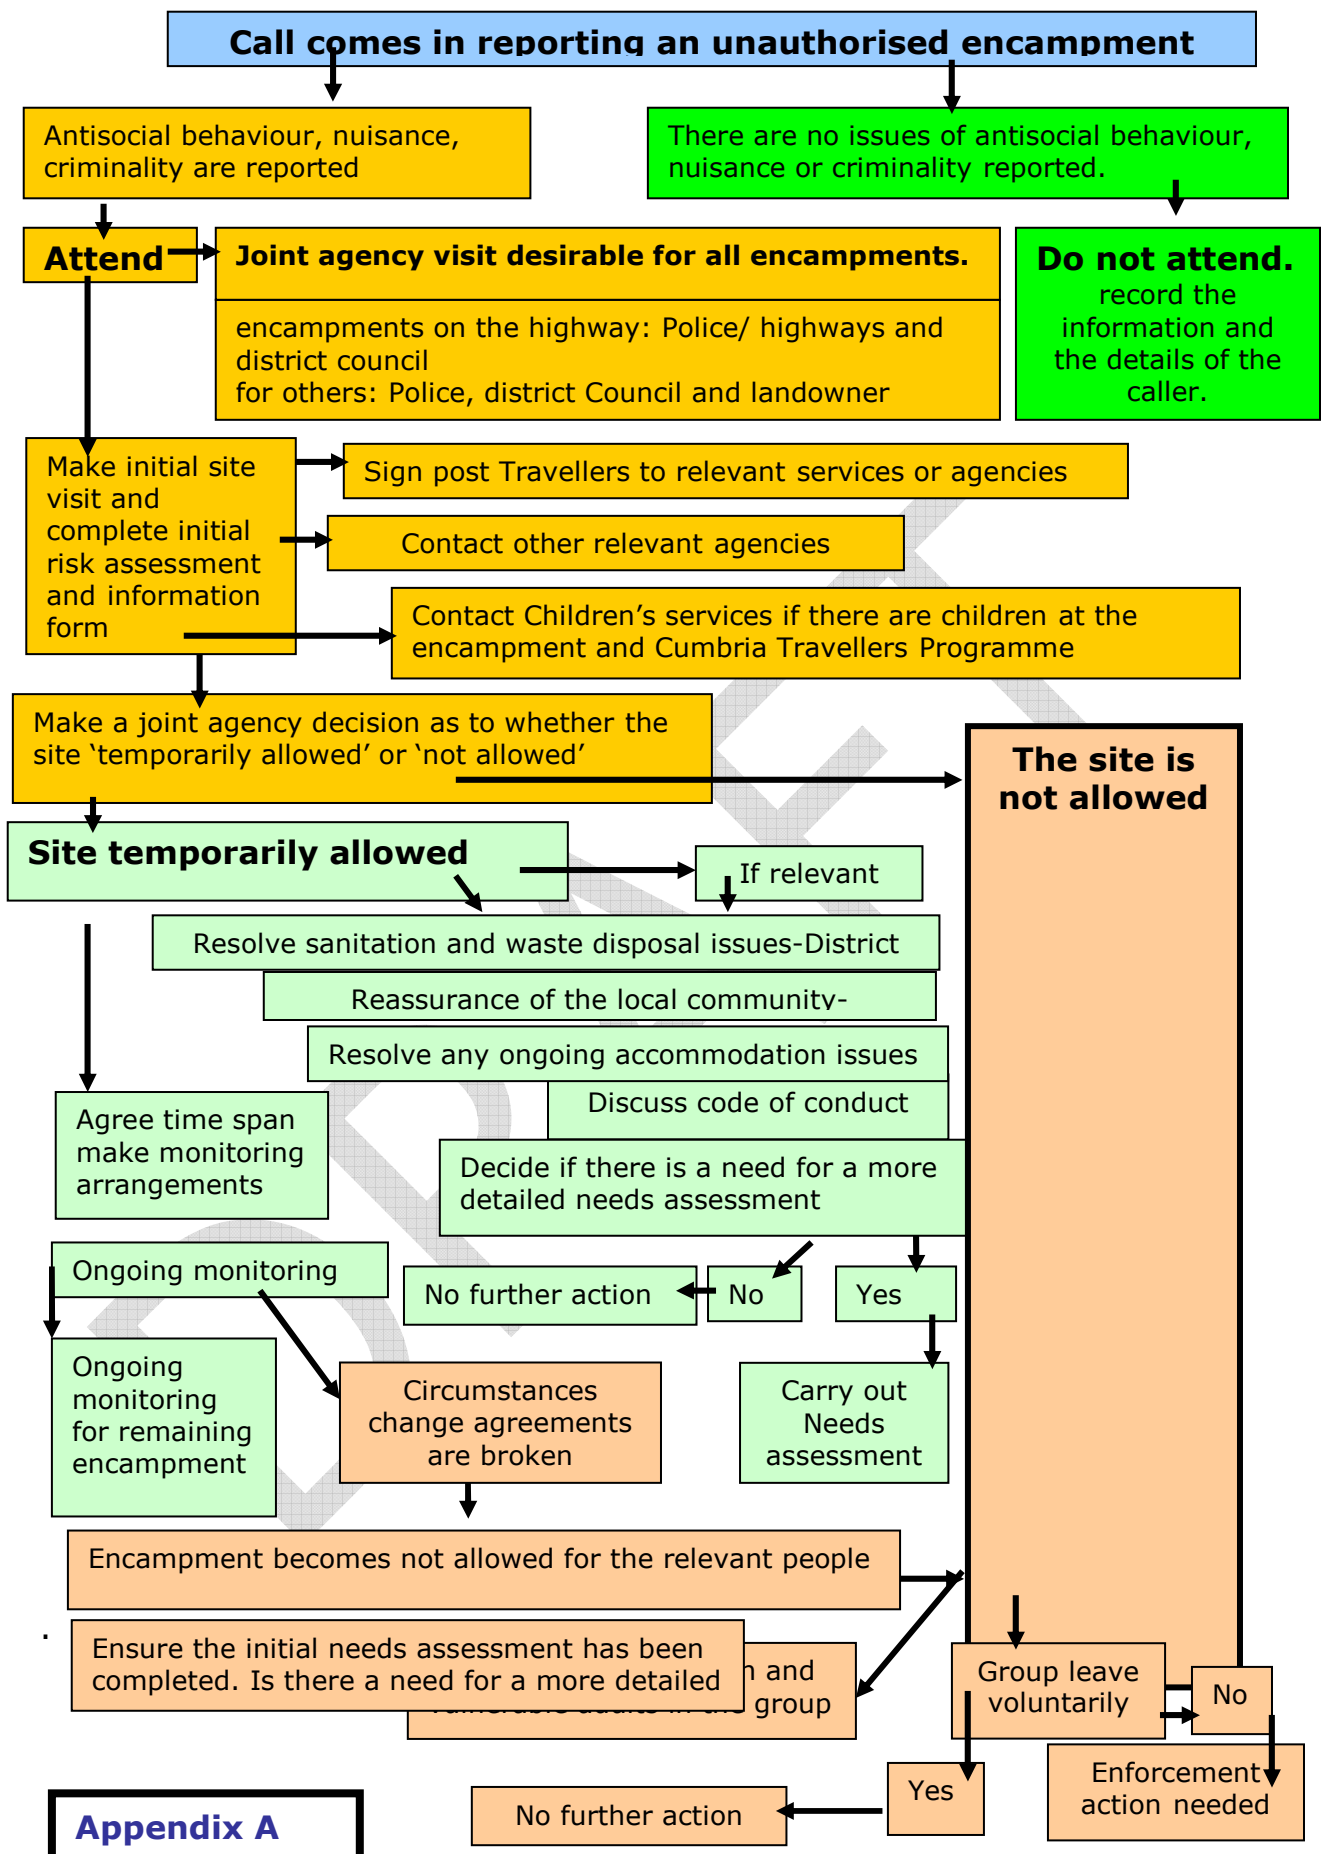 Call comes in reporting an unauthorised encampment
Antisocial behaviour, nuisance,
criminality are reported
There are no issues of antisocial behaviour,
nuisance or criminality reported.
Attend
Joint agency visit desirable for all encampments.
encampments on the highway: Police/ highways and
district council
for others: Police, district Council and landowner
Do not attend.
record the
information and
the details of the
caller.
Make initial site
visit and
complete initial
risk assessment
and information
form
Sign post Travellers to relevant services or agencies
Contact other relevant agencies
Contact Children’s services if there are children at the
encampment and Cumbria Travellers Programme
Make a joint agency decision as to whether the
site ‘temporarily allowed’ or ‘not allowed’
The site is
not allowed
Site temporarily allowed
If relevant
Resolve sanitation and waste disposal issues-District
Reassurance of the local community-
Resolve any ongoing accommodation issues
Discuss code of conduct
Agree time span
make monitoring
arrangements
Decide if there is a need for a more
detailed needs assessment
Ongoing monitoring
No further action
No
Yes
Ongoing
monitoring
for remaining
encampment
Circumstances
change agreements
are broken
Carry out
Needs
assessment
Encampment becomes not allowed for the relevant people
.
Ensure the initial needs assessment has been
completed. Is there a need for a more detailed
and
group
Group leave
voluntarily
No
Enforcement
action needed
Yes
No further action
Appendix A
DRAFT